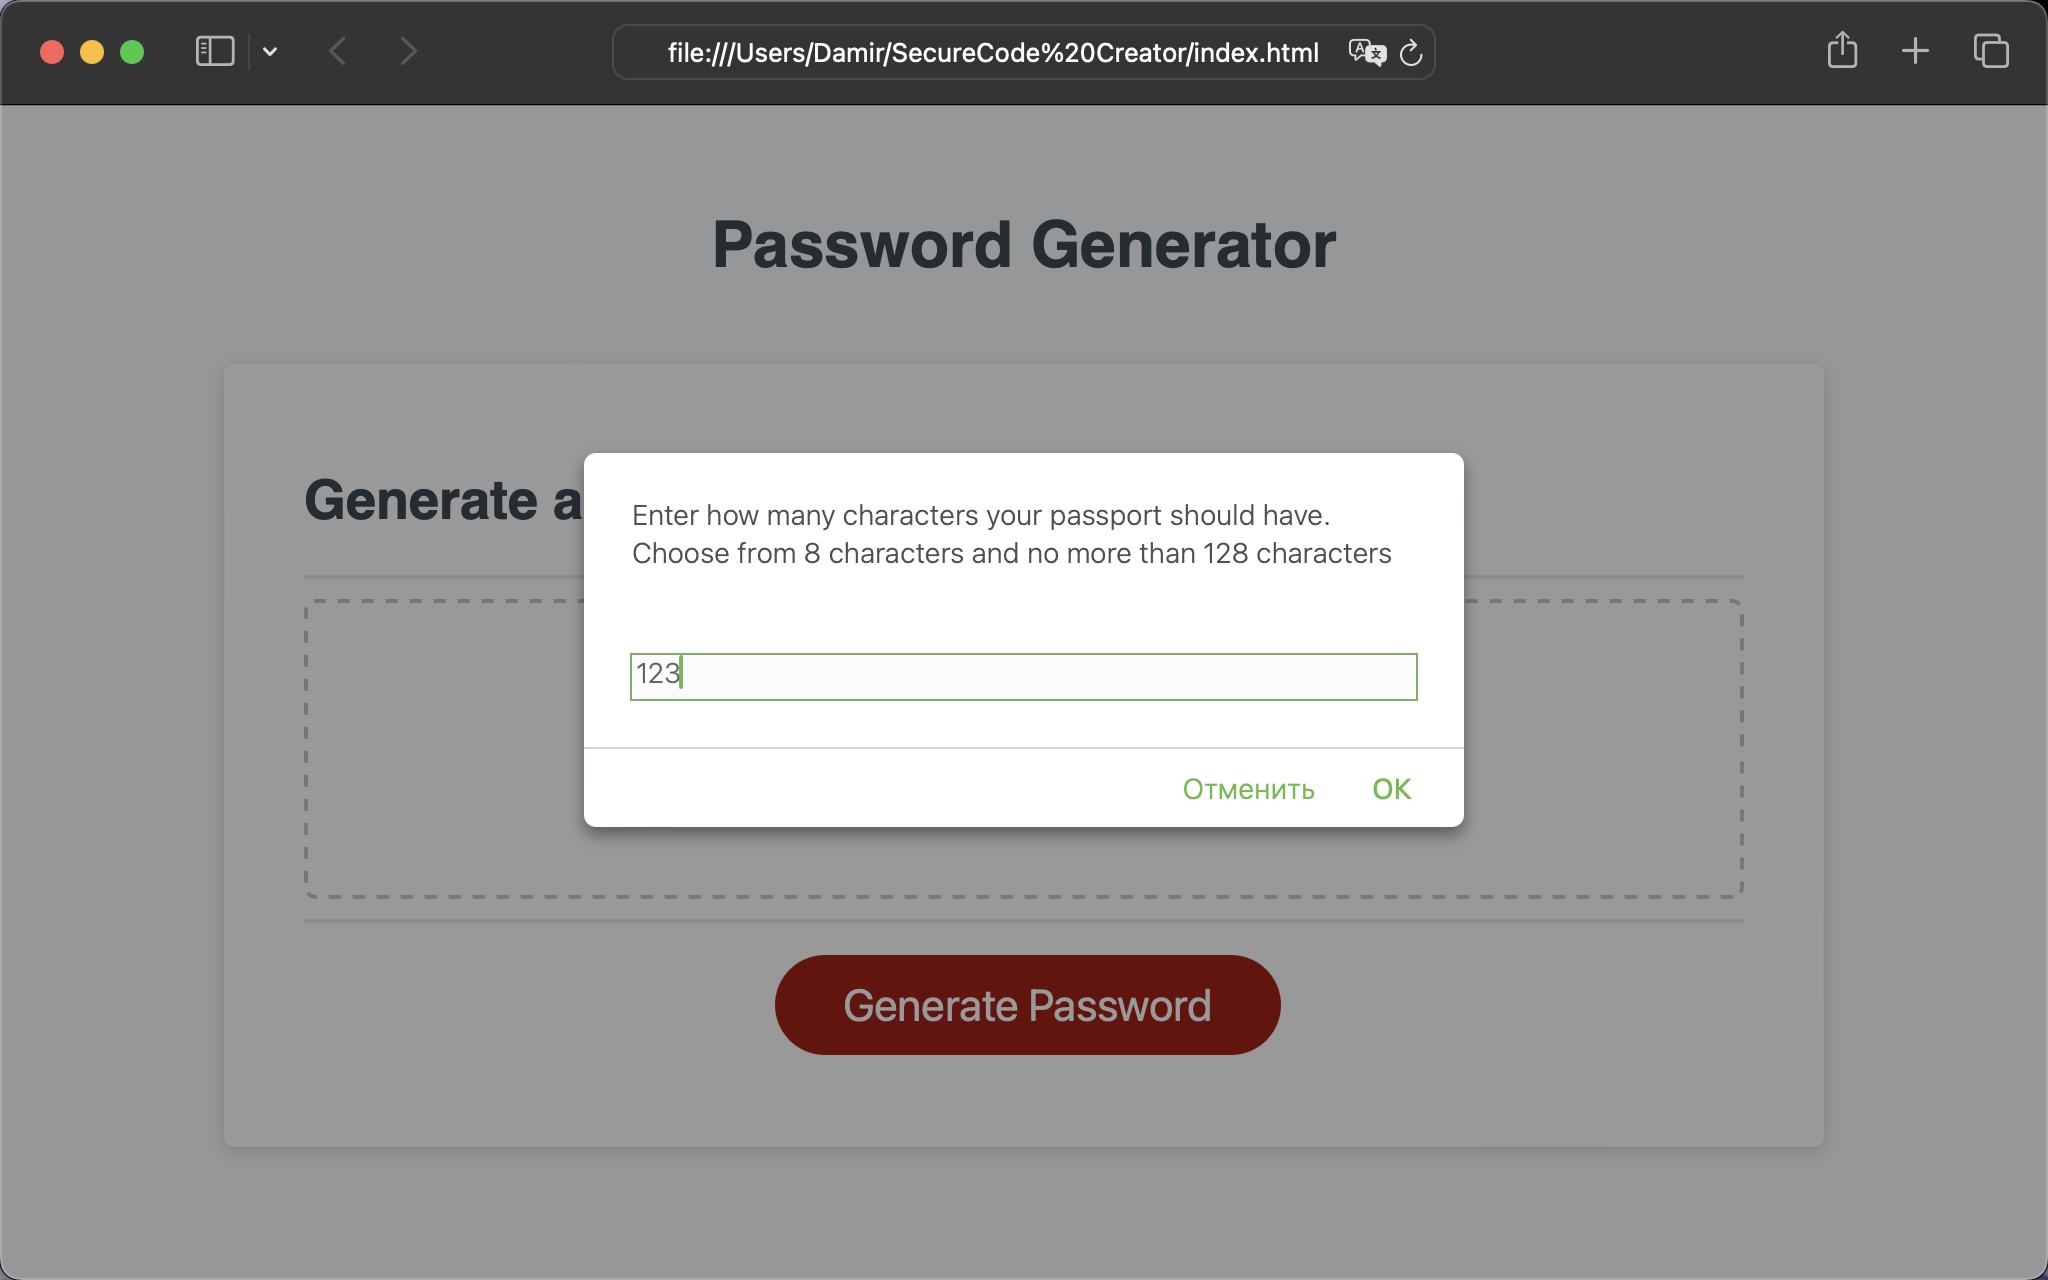 file:///Users/Damir/SecureCode%20Creator/index.html
Password Generator
Generate a
Enter how many characters your passport should have.
Choose from 8 characters and no more than 128 characters
123
Отменить OK
Generate Password